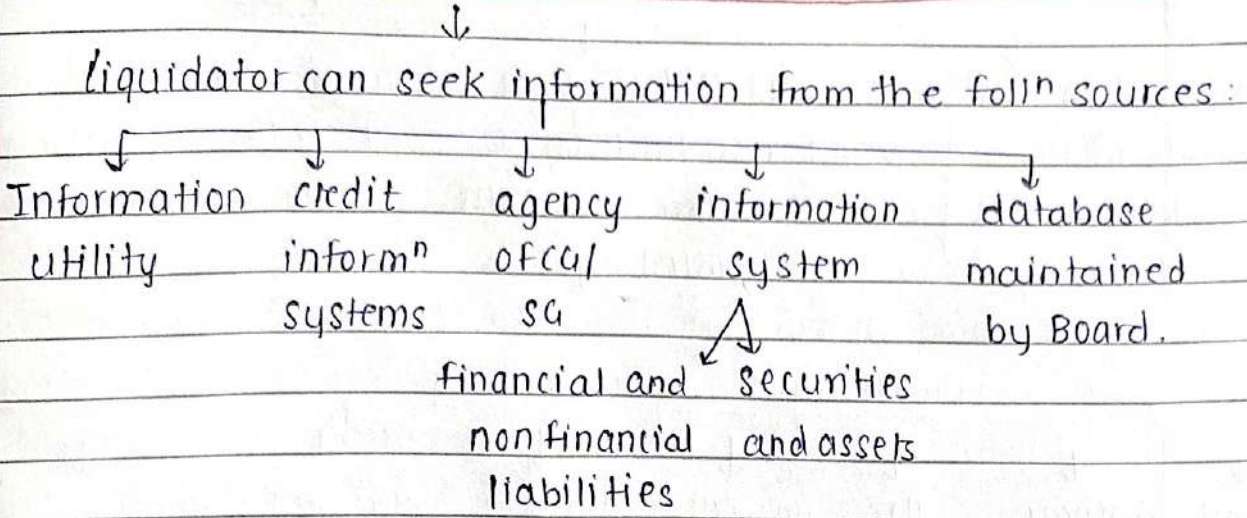 liquidator can seek information from the follⁿ sources:
Information credit agency information database
utility informⁿ of CG/ system maintained
systems SG by Board.
financial and securities
non financial and assets
liabilities